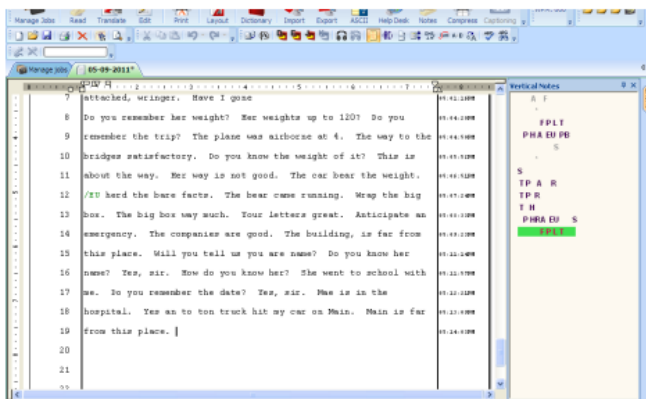 Manage Jobs Read Translate Edit Print Layout Dictionary Import Export ASCII Help Desk Notes Compress Captioning
Manage jobs 05-09-2011*
Vertical Notes
7 attached, wringer. Have I gone
8 Do you remember her weight? Her weights up to 120? Do you
9 remember the trip? The plane was airborne at 4. The way to the
10 bridges satisfactory. Do you know the weight of it? This is
11 about the way. Her way is not good. The car bear the weight.
12 /EU hard the bare facts. The bear came running. Wrap the big
13 box. The big box way much. Your letters great. Anticipate an
14 emergency. The companies are good. The building, is far from
15 this place. Will you tell us you are name? Do you know her
16 name? Yes, sir. How do you know her? She went to school with
17 me. Do you remember the date? Yes, sir. Mae is in the
18 hospital. Yes an to ton truck hit my car on Main. Main is far
19 from this place.
20
21
A F
FPLT
PHA EU PB
S
S
TP A R
TP R
T H
PHRA EU S
FPLT